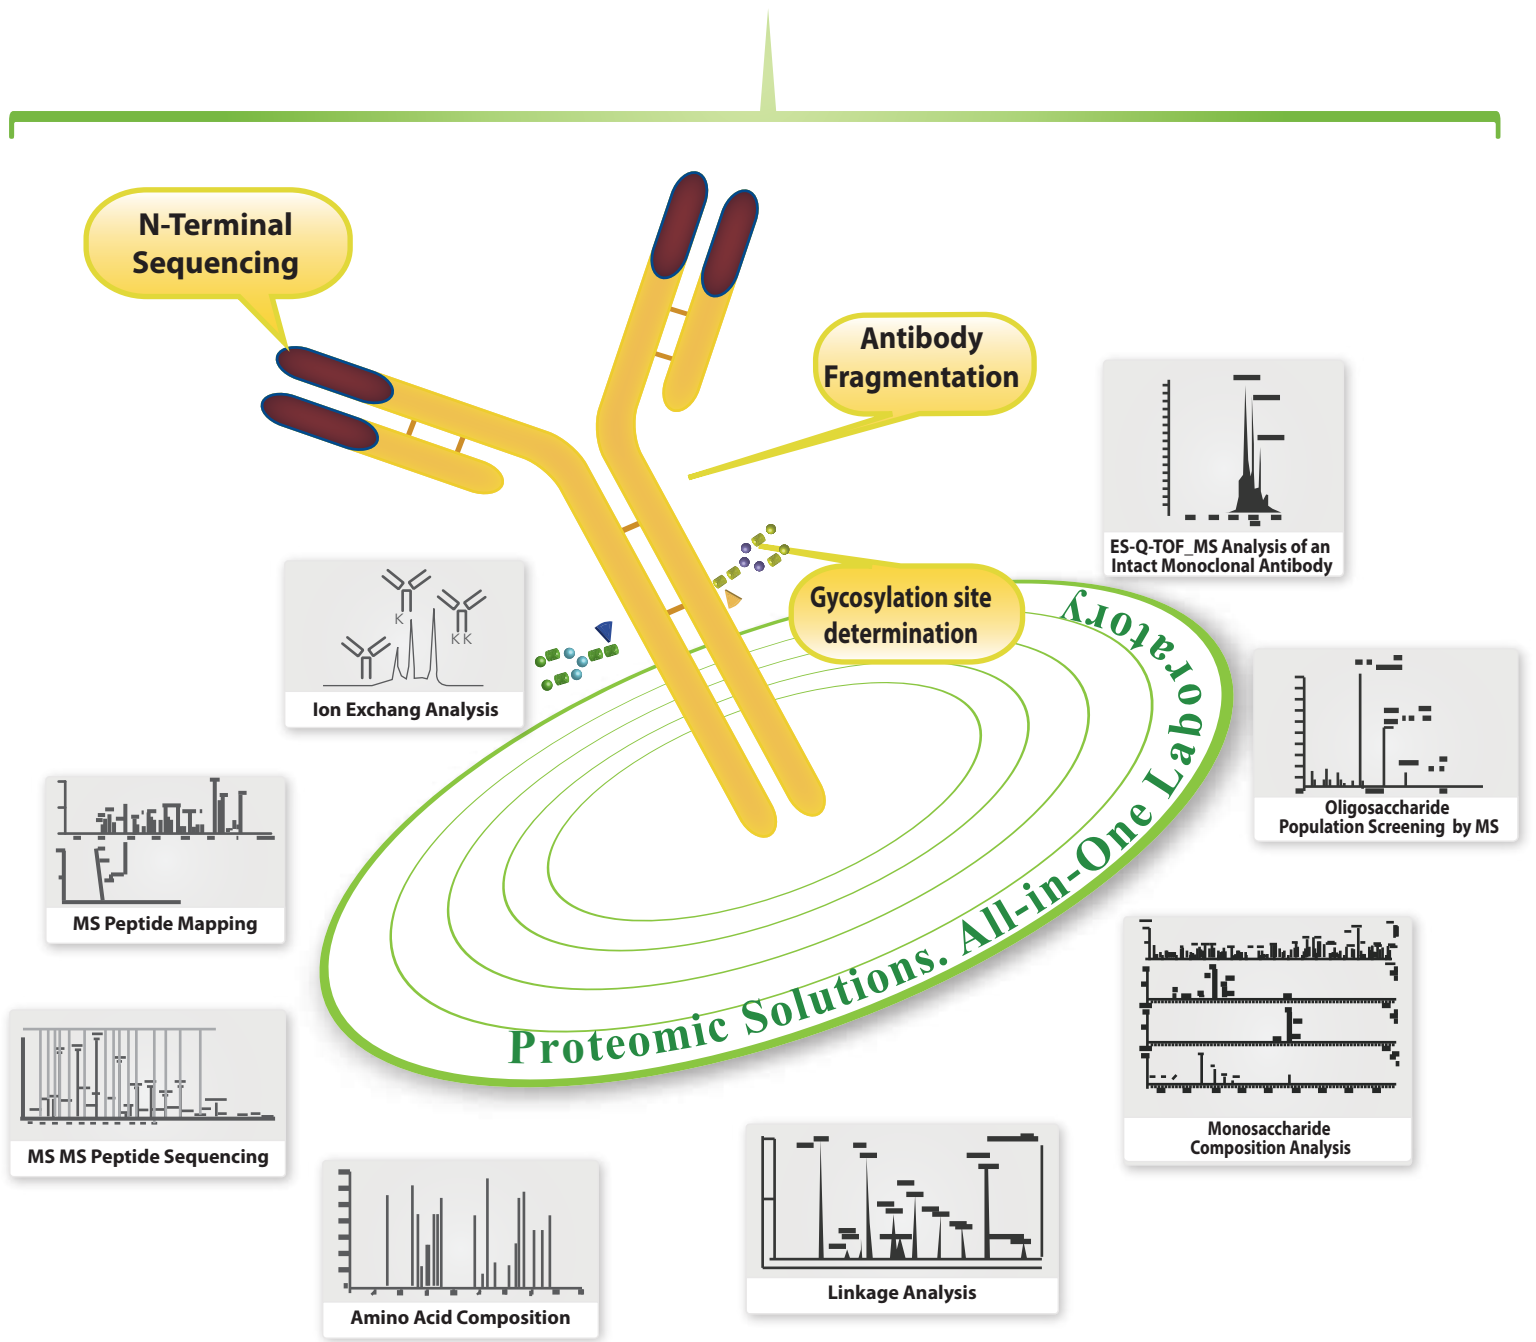 N-Terminal
Sequencing
Antibody
Fragmentation
ES-Q-TOF_MS Analysis of an
Intact Monoclonal Antibody
Gycosylation site
determination
K
K K
Ion Exchang Analysis
Oligosaccharide
Population Screening by MS
MS Peptide Mapping
Proteomic Solutions. All-in-One Laboratory
Monosaccharide
Composition Analysis
MS MS Peptide Sequencing
Linkage Analysis
Amino Acid Composition